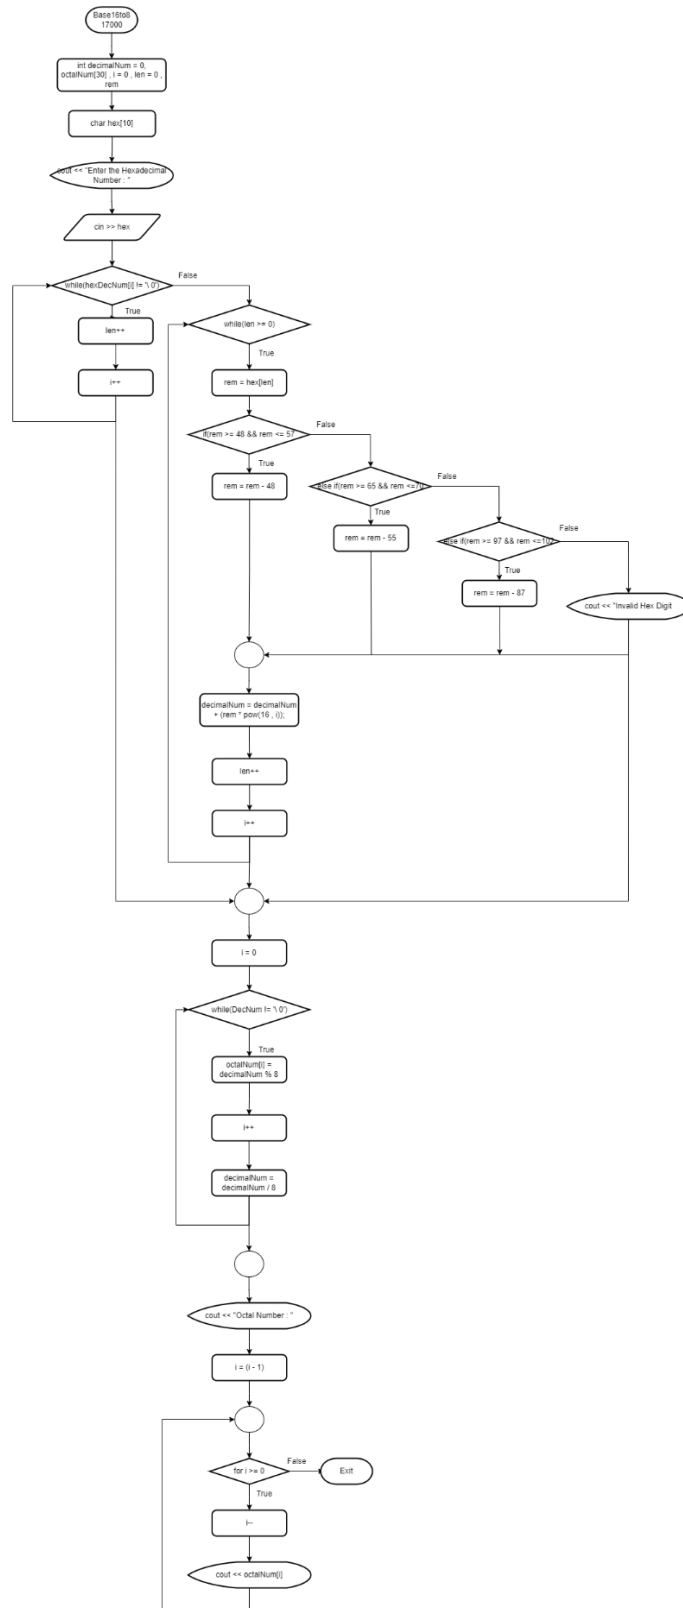 Base16to8
17000
int decimalNum = 0,
octalNum[30] , i = 0 , len = 0 ,
rem
char hex[10]
cout << "Enter the Hexadecimal
Number : "
cin >> hex
while(hexDecNum[i] != '\ 0')
False
True
len++
i++
while(len >= 0)
True
rem = hex[len]
if(rem >= 48 && rem <= 57
False
True
rem = rem - 48
else if(rem >= 65 && rem <=70
False
True
rem = rem - 55
else if(rem >= 97 && rem <=102
False
True
rem = rem - 87
cout << "Invalid Hex Digit
decimalNum = decimalNum
+ (rem * pow(16 , i));
len++
i++
i = 0
while(DecNum != '\ 0')
True
octalNum[i] =
decimalNum % 8
i++
decimalNum =
decimalNum / 8
cout << "Octal Number : "
i = (i - 1)
for i >= 0
False
Exit
True
i--
cout << octalNum[i]